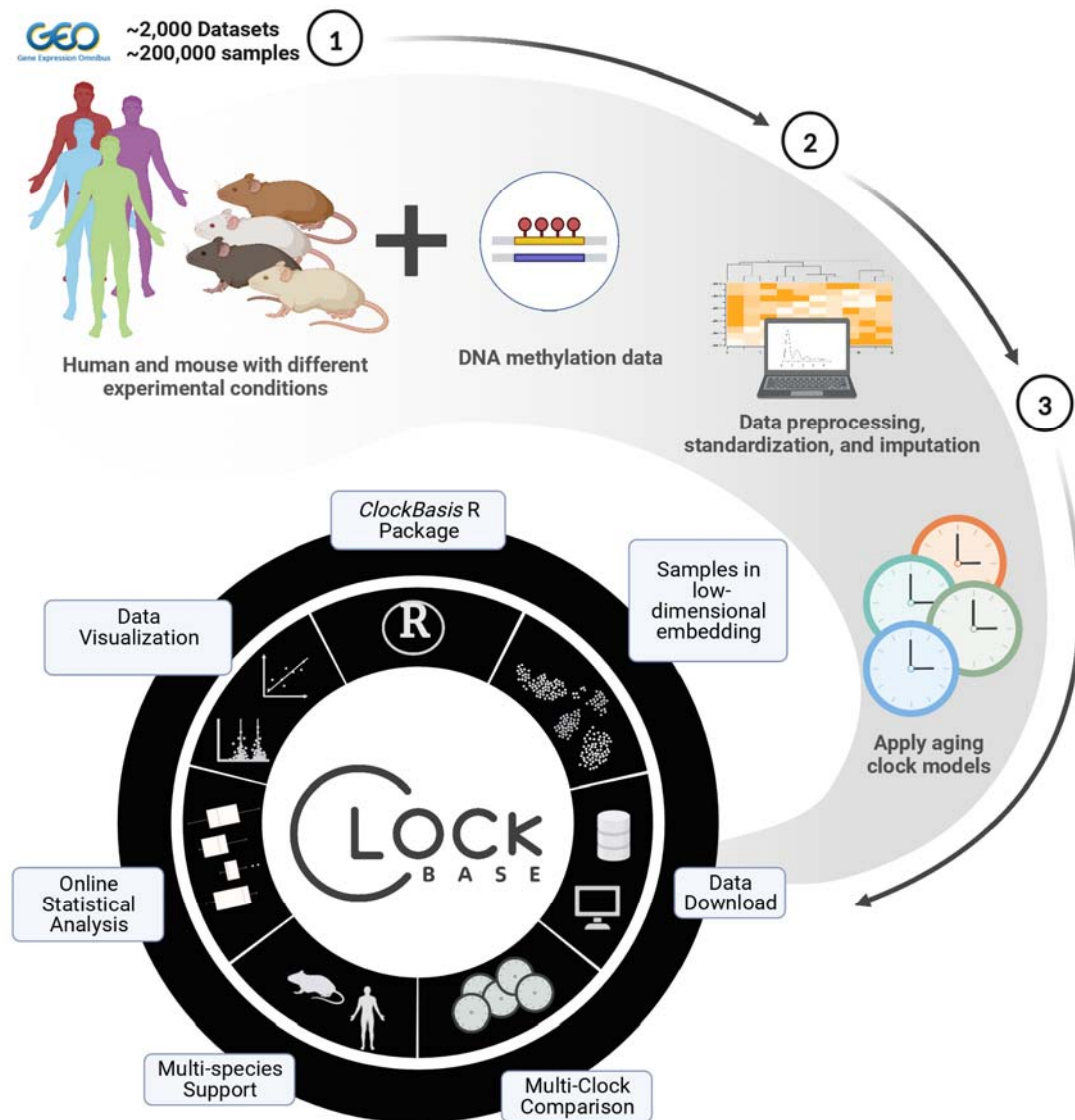 GEO
Gene Expression Omnibus
~2,000 Datasets
~200,000 samples
1
2
3
Human and mouse with different
experimental conditions
DNA methylation data
Data preprocessing,
standardization, and imputation
Apply aging
clock models
ClockBasis R
Package
Samples in
low-
dimensional
embedding
Data
Visualization
R
Online
Statistical
Analysis
CLOCK
BASE
Data
Download
Multi-species
Support
Multi-Clock
Comparison